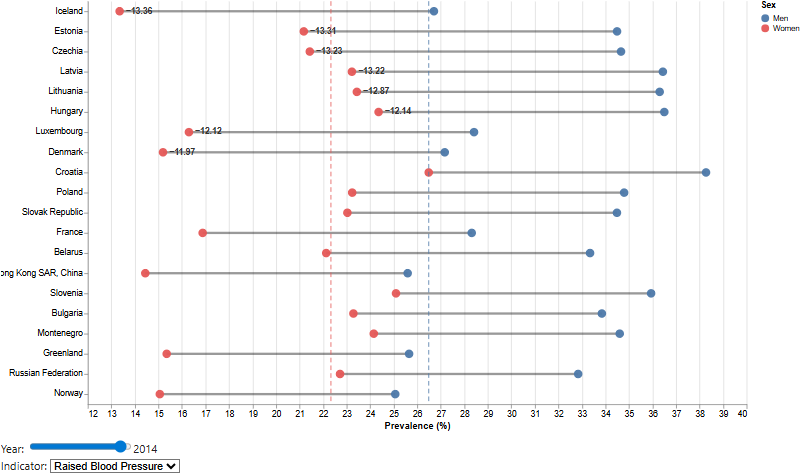 Sex
Men
Women
Iceland −13.36
Estonia −13.31
Czechia −13.23
Latvia −13.22
Lithuania −12.87
Hungary −12.14
Luxembourg −12.12
Denmark −11.97
Croatia
Poland
Slovak Republic
France
Belarus
ong Kong SAR, China
Slovenia
Bulgaria
Montenegro
Greenland
Russian Federation
Norway
12 13 14 15 16 17 18 19 20 21 22 23 24 25 26 27 28 29 30 31 32 33 34 35 36 37 38 39 40
Prevalence (%)
Year: 2014
Indicator: Raised Blood Pressure